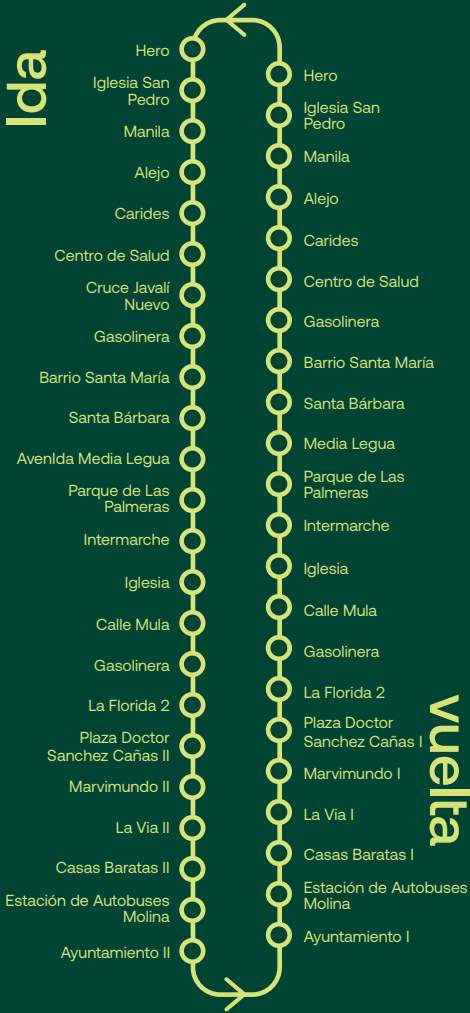 Ida
Hero
Iglesia San
Pedro
Manila
Alejo
Carides
Centro de Salud
Cruce Javalí
Nuevo
Gasolinera
Barrio Santa María
Santa Bárbara
AvenIda Media Legua
Parque de Las
Palmeras
Intermarche
Iglesia
Calle Mula
Gasolinera
La Florida 2
Plaza Doctor
Sanchez Cañas II
Marvimundo II
La Via II
Casas Baratas II
Estación de Autobuses
Molina
Ayuntamiento II
vuelta
Hero
Iglesia San
Pedro
Manila
Alejo
Carides
Centro de Salud
Gasolinera
Barrio Santa María
Santa Bárbara
Media Legua
Parque de Las
Palmeras
Intermarche
Iglesia
Calle Mula
Gasolinera
La Florida 2
Plaza Doctor
Sanchez Cañas I
Marvimundo I
La Via I
Casas Baratas I
Estación de Autobuses
Molina
Ayuntamiento I